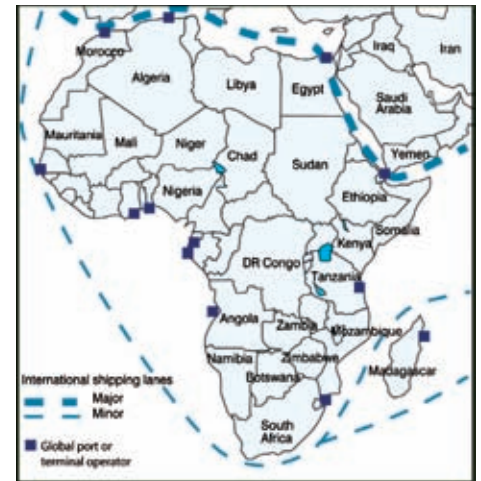 Morocco
Algeria
Libya
Egypt
Iraq
Iran
Saudi
Arabia
Mauritania
Mali
Niger
Chad
Sudan
Yemen
Nigeria
Ethiopia
Somalia
Kenya
DR Congo
Tanzania
Angola
Zambia
Mozambique
Namibia
Zimbabwe
Botswana
Madagascar
South
Africa
International shipping lanes
Major
Minor
Global port or
terminal operator